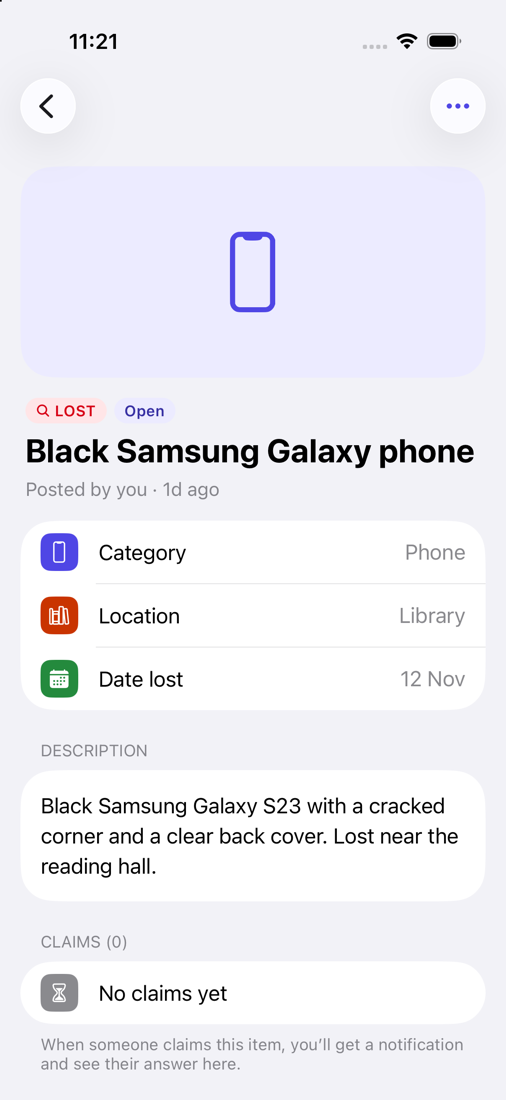 11:21
LOST
Open
Black Samsung Galaxy phone
Posted by you · 1d ago
Category
Phone
Location
Library
Date lost
12 Nov
DESCRIPTION
Black Samsung Galaxy S23 with a cracked
corner and a clear back cover. Lost near the
reading hall.
CLAIMS (0)
No claims yet
When someone claims this item, you’ll get a notification
and see their answer here.